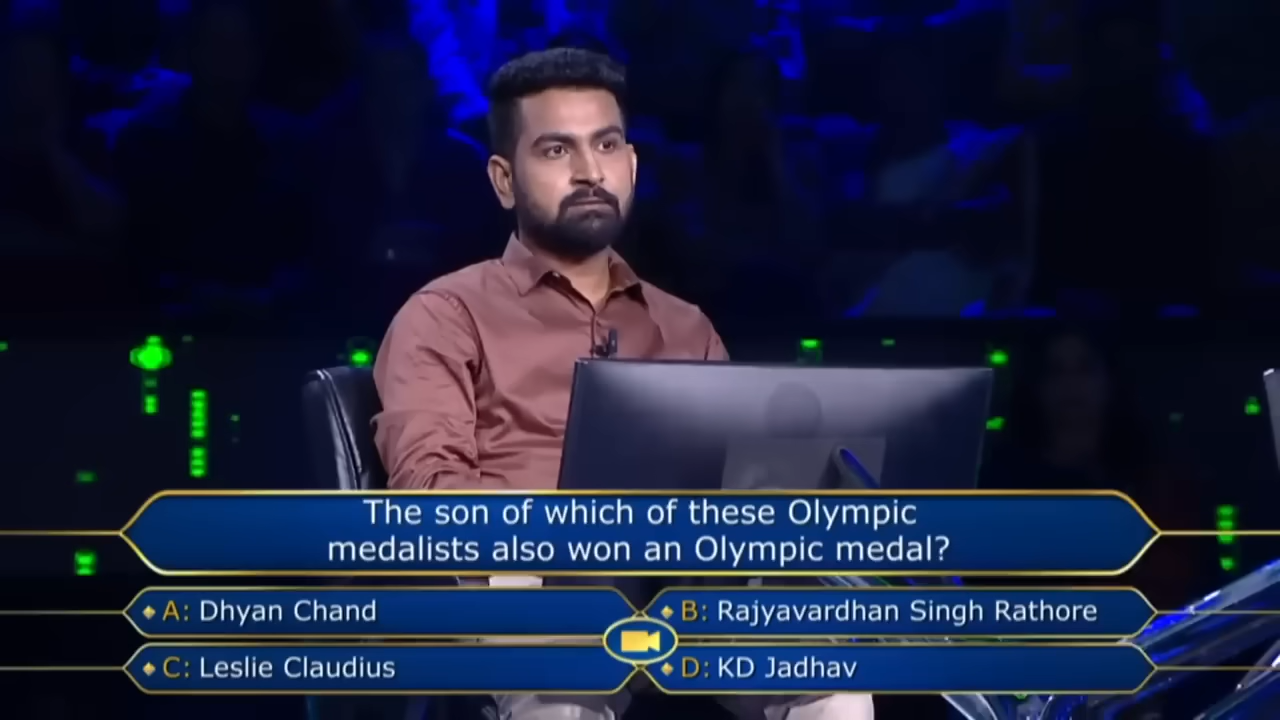 The son of which of these Olympic
medalists also won an Olympic medal?
A: Dhyan Chand
B: Rajyavardhan Singh Rathore
C: Leslie Claudius
D: KD Jadhav